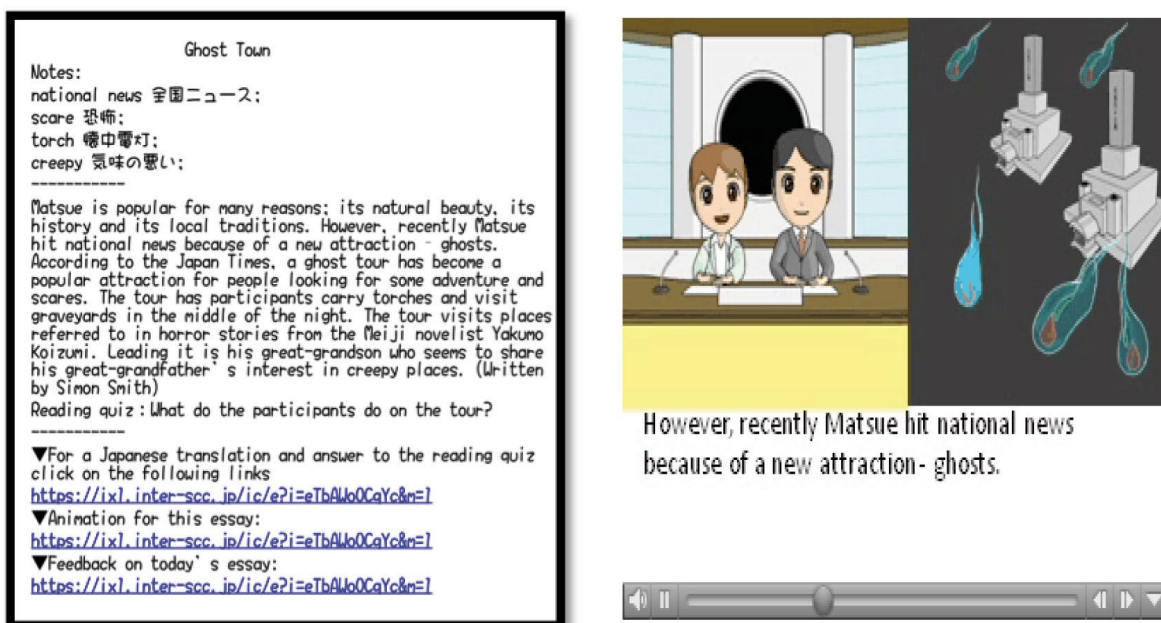 Ghost Town
Notes:
national news 全国ニュース;
scare 恐怖;
torch 懐中電灯;
creepy 気味の悪い;
-----------
Matsue is popular for many reasons; its natural beauty, its
history and its local traditions. However, recently Matsue
hit national news because of a new attraction - ghosts.
According to the Japan Times, a ghost tour has become a
popular attraction for people looking for some adventure and
scares. The tour has participants carry torches and visit
graveyards in the middle of the night. The tour visits places
referred to in horror stories from the Meiji novelist Yakumo
Koizumi. Leading it is his great-grandson who seems to share
his great-grandfather`s interest in creepy places. (Written
by Simon Smith)
Reading quiz:What do the participants do on the tour?
-----------
▼For a Japanese translation and answer to the reading quiz
click on the following links
https://ixl.inter-scc.jp/ic/e?i=eTbAWoOCqYc&m=1
▼Animation for this essay:
https://ixl.inter-scc.jp/ic/e?i=eTbAWoOCqYc&m=1
▼Feedback on today`s essay:
https://ixl.inter-scc.jp/ic/e?i=eTbAWoOCqYc&m=1
However, recently Matsue hit national news
because of a new attraction- ghosts.